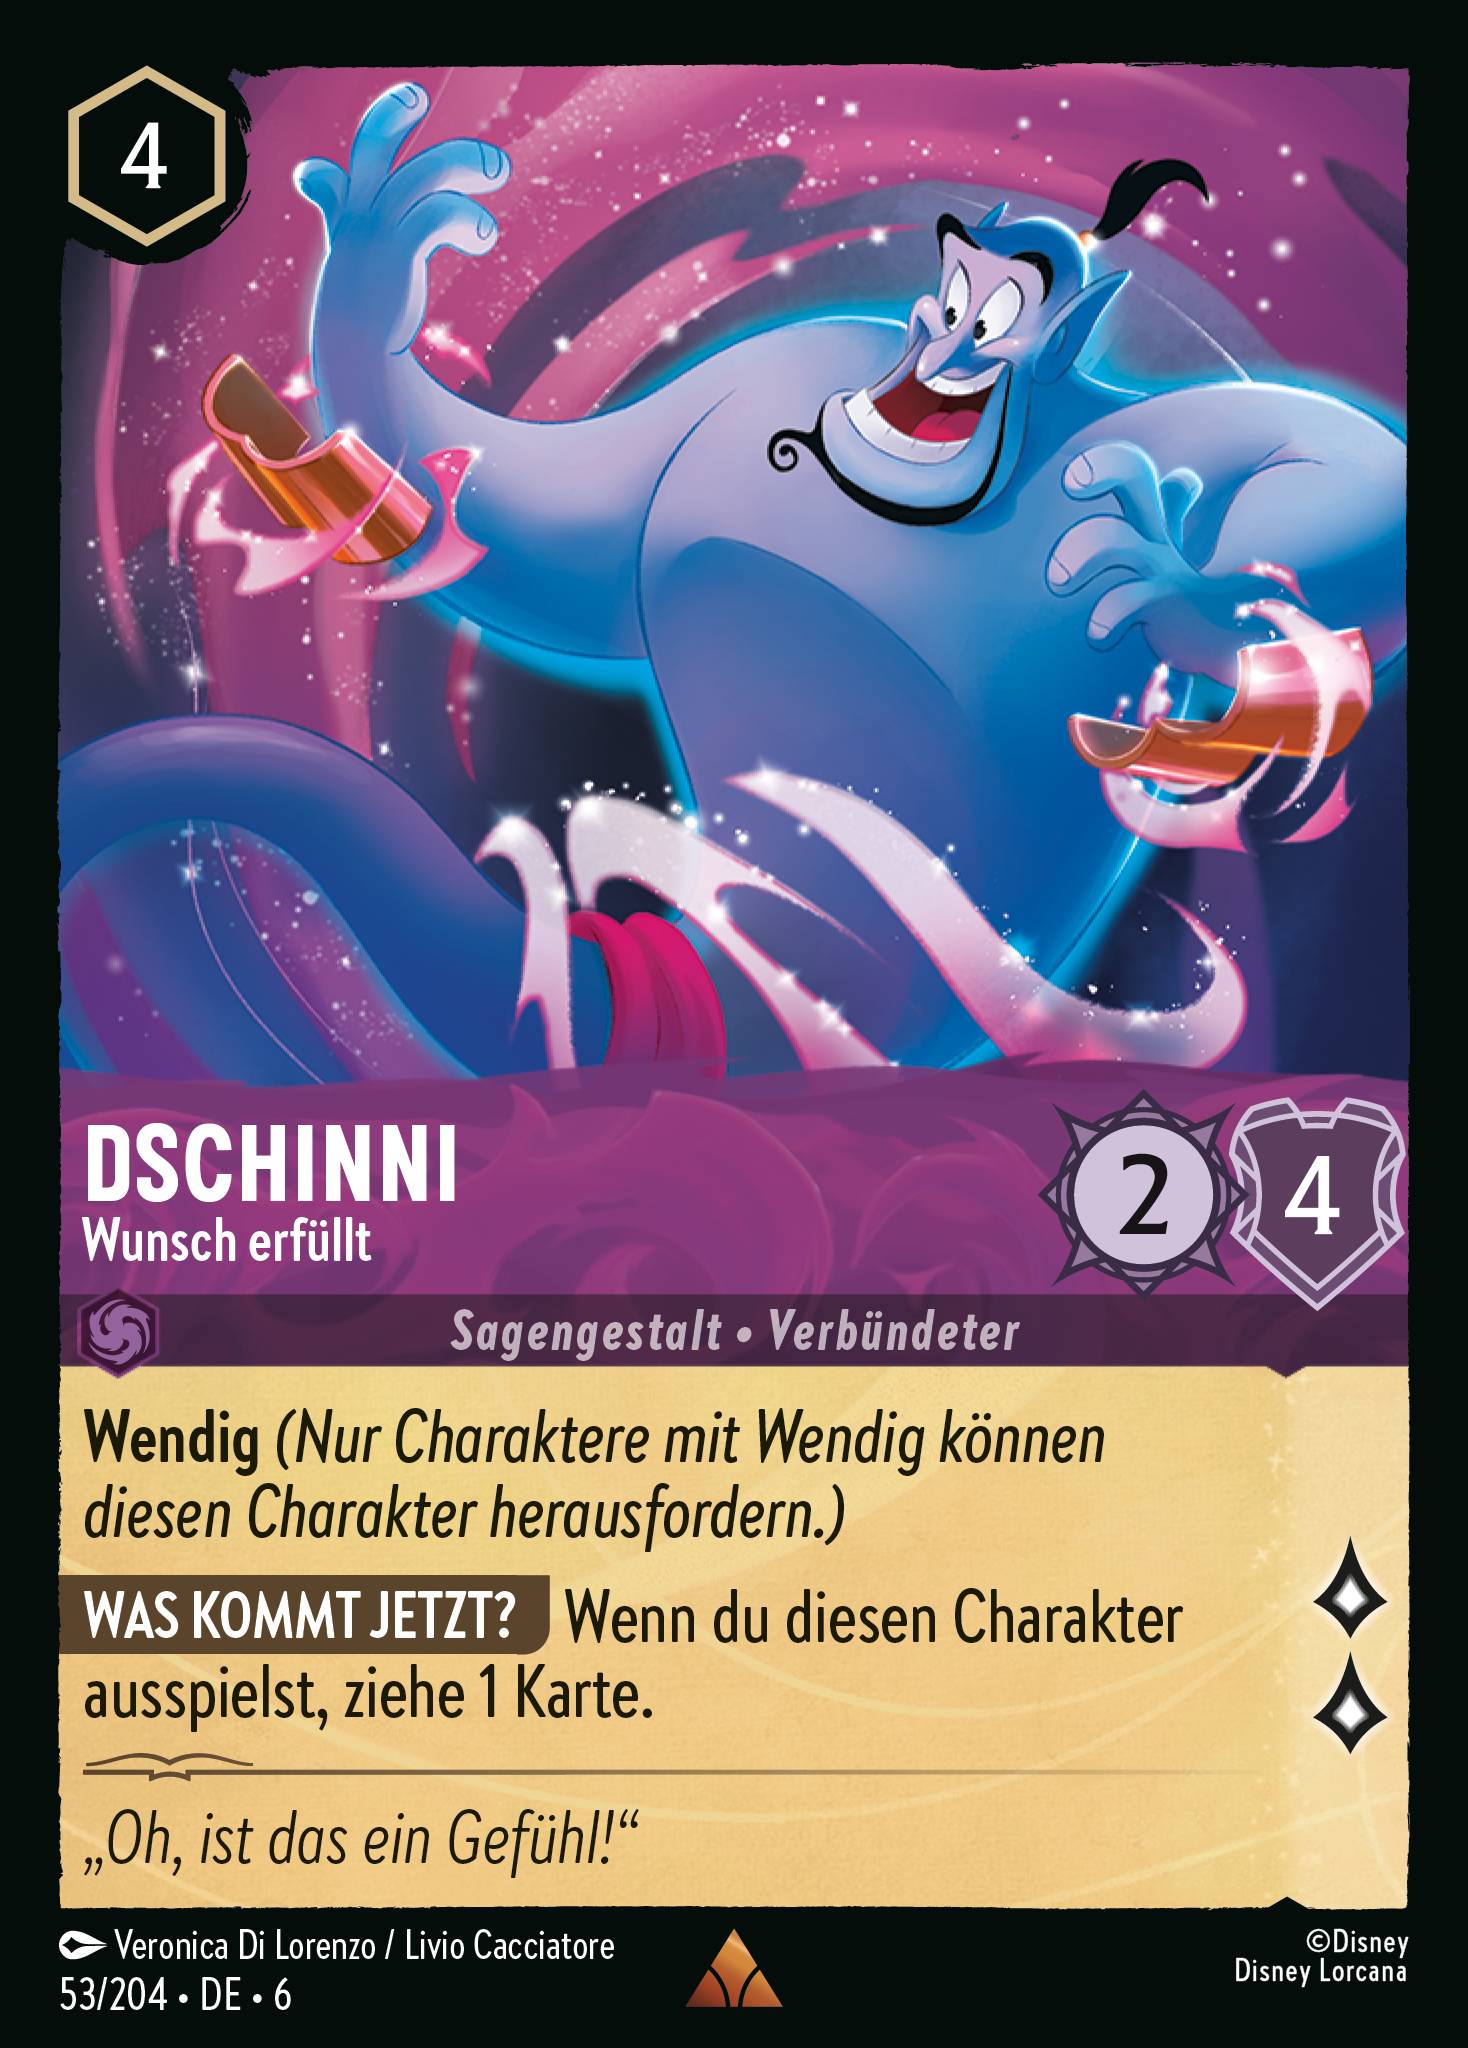 4
DSCHINNI
Wunsch erfüllt
2
4
Sagengestalt • Verbündeter
Wendig (Nur Charaktere mit Wendig können
diesen Charakter herausfordern.)
WAS KOMMT JETZT? Wenn du diesen Charakter
ausspielst, ziehe 1 Karte.
„Oh, ist das ein Gefühl!“
Veronica Di Lorenzo / Livio Cacciatore
53/204 • DE • 6
©Disney
Disney Lorcana